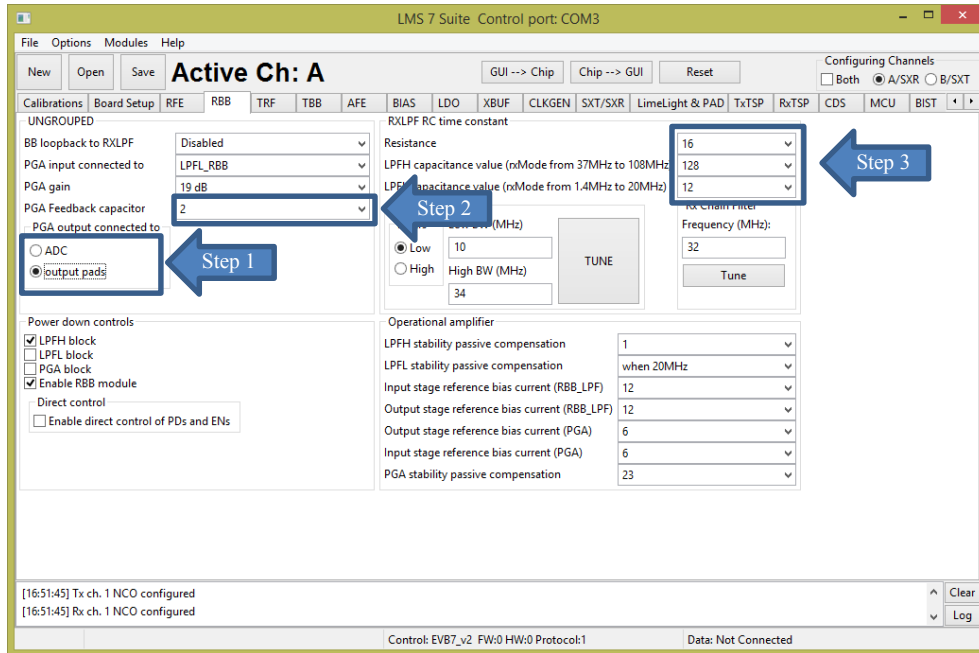 LMS 7 Suite Control port: COM3
File Options Modules Help
New Open Save Active Ch: A GUI --> Chip Chip --> GUI Reset Configuring Channels
Both A/SXR B/SXT
Calibrations Board Setup RFE RBB TRF TBB AFE BIAS LDO XBUF CLKGEN SXT/SXR LimeLight & PAD TxTSP RxTSP CDS MCU BIST
UNGROUPED
BB loopback to RXLPF Disabled
PGA input connected to LPFL_RBB
PGA gain 19 dB
PGA Feedback capacitor 2
PGA output connected to
ADC
output pads
Step 1
Step 2
RXLPF RC time constant
Resistance 16
LPFH capacitance value (rxMode from 37MHz to 108MHz) 128
capacitance value (rxMode from 1.4MHz to 20MHz) 12
Step 3
BW (MHz)
Low 10
High High BW (MHz)
34
TUNE
Rx Chain Filter
Frequency (MHz):
32
Tune
Power down controls
LPFH block
LPFL block
PGA block
Enable RBB module
Direct control
Enable direct control of PDs and ENs
Operational amplifier
LPFH stability passive compensation 1
LPFL stability passive compensation when 20MHz
Input stage reference bias current (RBB_LPF) 12
Output stage reference bias current (RBB_LPF) 12
Output stage reference bias current (PGA) 6
Input stage reference bias current (PGA) 6
PGA stability passive compensation 23
[16:51:45] Tx ch. 1 NCO configured
[16:51:45] Rx ch. 1 NCO configured
Clear
Log
Control: EVB7_v2 FW:0 HW:0 Protocol:1 Data: Not Connected